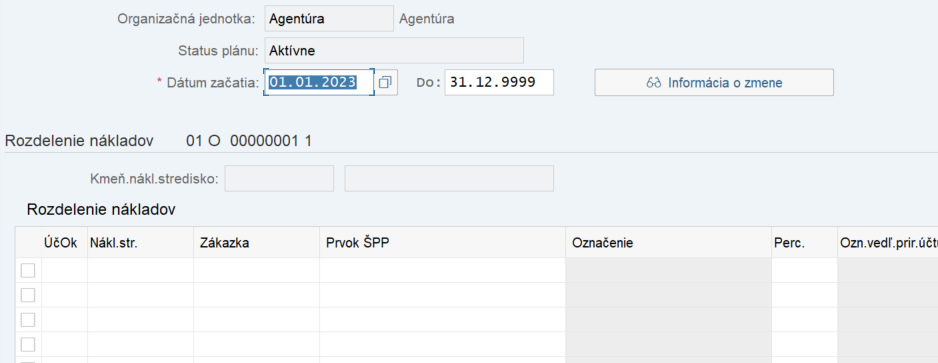 Organizačná jednotka: Agentúra Agentúra
Status plánu: Aktívne
* Dátum začatia: 01.01.2023 Do: 31.12.9999 Informácia o zmene
Rozdelenie nákladov 01 O 00000001 1
Kmeň.nákl.stredisko:
Rozdelenie nákladov
ÚčOk Nákl.str. Zákazka Prvok ŠPP Označenie Perc. Ozn.vedľ.prir.účtu